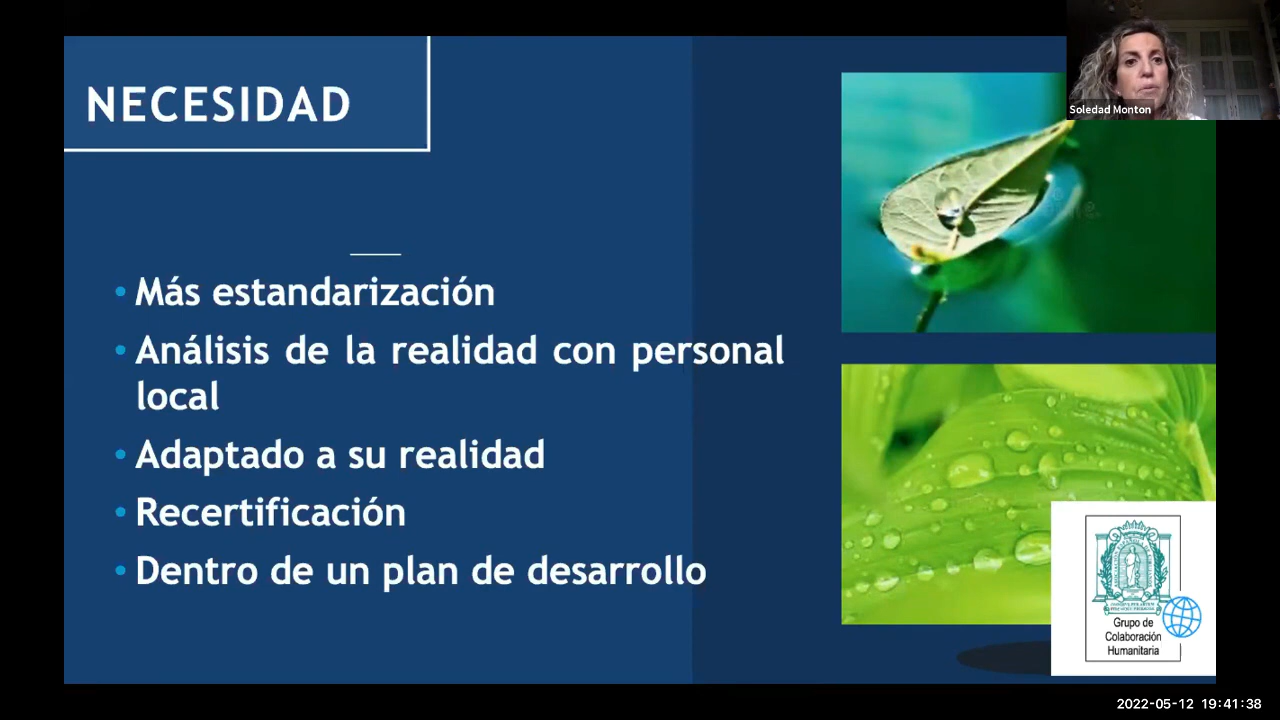 NECESIDAD
Soledad Monton
Más estandarización
Análisis de la realidad con personal
local
Adaptado a su realidad
Recertificación
Dentro de un plan de desarrollo
Grupo de
Colaboración
Humanitaria
2022-05-12 19:41:38